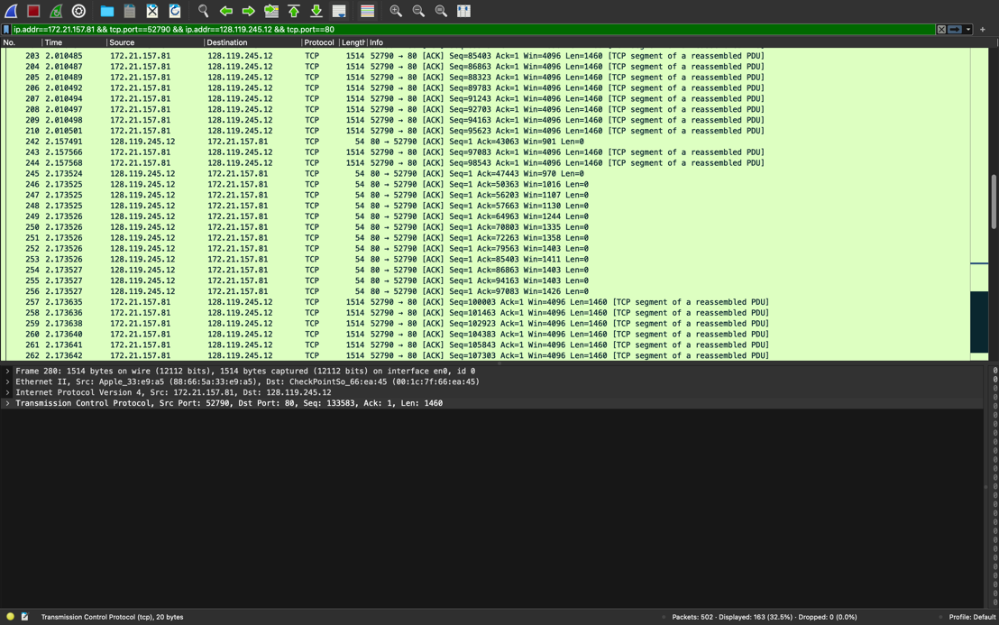 ip.addr==172.21.157.81 && tcp.port==52790 && ip.addr==128.119.245.12 && tcp.port==80
No. Time Source Destination Protocol Length Info
203 2.010485 172.21.157.81 128.119.245.12 TCP 1514 52790 → 80 [ACK] Seq=85403 Ack=1 Win=4096 Len=1460 [TCP segment of a reassembled PDU]
204 2.010487 172.21.157.81 128.119.245.12 TCP 1514 52790 → 80 [ACK] Seq=86863 Ack=1 Win=4096 Len=1460 [TCP segment of a reassembled PDU]
205 2.010489 172.21.157.81 128.119.245.12 TCP 1514 52790 → 80 [ACK] Seq=88323 Ack=1 Win=4096 Len=1460 [TCP segment of a reassembled PDU]
206 2.010492 172.21.157.81 128.119.245.12 TCP 1514 52790 → 80 [ACK] Seq=89783 Ack=1 Win=4096 Len=1460 [TCP segment of a reassembled PDU]
207 2.010494 172.21.157.81 128.119.245.12 TCP 1514 52790 → 80 [ACK] Seq=91243 Ack=1 Win=4096 Len=1460 [TCP segment of a reassembled PDU]
208 2.010497 172.21.157.81 128.119.245.12 TCP 1514 52790 → 80 [ACK] Seq=92703 Ack=1 Win=4096 Len=1460 [TCP segment of a reassembled PDU]
209 2.010498 172.21.157.81 128.119.245.12 TCP 1514 52790 → 80 [ACK] Seq=94163 Ack=1 Win=4096 Len=1460 [TCP segment of a reassembled PDU]
210 2.010501 172.21.157.81 128.119.245.12 TCP 1514 52790 → 80 [ACK] Seq=95623 Ack=1 Win=4096 Len=1460 [TCP segment of a reassembled PDU]
242 2.157491 128.119.245.12 172.21.157.81 TCP 54 80 → 52790 [ACK] Seq=1 Ack=43063 Win=901 Len=0
243 2.157566 172.21.157.81 128.119.245.12 TCP 1514 52790 → 80 [ACK] Seq=97083 Ack=1 Win=4096 Len=1460 [TCP segment of a reassembled PDU]
244 2.157568 172.21.157.81 128.119.245.12 TCP 1514 52790 → 80 [ACK] Seq=98543 Ack=1 Win=4096 Len=1460 [TCP segment of a reassembled PDU]
245 2.173524 128.119.245.12 172.21.157.81 TCP 54 80 → 52790 [ACK] Seq=1 Ack=47443 Win=970 Len=0
246 2.173525 128.119.245.12 172.21.157.81 TCP 54 80 → 52790 [ACK] Seq=1 Ack=50363 Win=1016 Len=0
247 2.173525 128.119.245.12 172.21.157.81 TCP 54 80 → 52790 [ACK] Seq=1 Ack=56203 Win=1107 Len=0
248 2.173525 128.119.245.12 172.21.157.81 TCP 54 80 → 52790 [ACK] Seq=1 Ack=57663 Win=1130 Len=0
249 2.173526 128.119.245.12 172.21.157.81 TCP 54 80 → 52790 [ACK] Seq=1 Ack=64963 Win=1244 Len=0
250 2.173526 128.119.245.12 172.21.157.81 TCP 54 80 → 52790 [ACK] Seq=1 Ack=70803 Win=1335 Len=0
251 2.173526 128.119.245.12 172.21.157.81 TCP 54 80 → 52790 [ACK] Seq=1 Ack=72263 Win=1358 Len=0
252 2.173526 128.119.245.12 172.21.157.81 TCP 54 80 → 52790 [ACK] Seq=1 Ack=79563 Win=1403 Len=0
253 2.173526 128.119.245.12 172.21.157.81 TCP 54 80 → 52790 [ACK] Seq=1 Ack=85403 Win=1411 Len=0
254 2.173527 128.119.245.12 172.21.157.81 TCP 54 80 → 52790 [ACK] Seq=1 Ack=86863 Win=1403 Len=0
255 2.173527 128.119.245.12 172.21.157.81 TCP 54 80 → 52790 [ACK] Seq=1 Ack=94163 Win=1403 Len=0
256 2.173527 128.119.245.12 172.21.157.81 TCP 54 80 → 52790 [ACK] Seq=1 Ack=97083 Win=1426 Len=0
257 2.173635 172.21.157.81 128.119.245.12 TCP 1514 52790 → 80 [ACK] Seq=100003 Ack=1 Win=4096 Len=1460 [TCP segment of a reassembled PDU]
258 2.173636 172.21.157.81 128.119.245.12 TCP 1514 52790 → 80 [ACK] Seq=101463 Ack=1 Win=4096 Len=1460 [TCP segment of a reassembled PDU]
259 2.173638 172.21.157.81 128.119.245.12 TCP 1514 52790 → 80 [ACK] Seq=102923 Ack=1 Win=4096 Len=1460 [TCP segment of a reassembled PDU]
260 2.173640 172.21.157.81 128.119.245.12 TCP 1514 52790 → 80 [ACK] Seq=104383 Ack=1 Win=4096 Len=1460 [TCP segment of a reassembled PDU]
261 2.173641 172.21.157.81 128.119.245.12 TCP 1514 52790 → 80 [ACK] Seq=105843 Ack=1 Win=4096 Len=1460 [TCP segment of a reassembled PDU]
262 2.173642 172.21.157.81 128.119.245.12 TCP 1514 52790 → 80 [ACK] Seq=107303 Ack=1 Win=4096 Len=1460 [TCP segment of a reassembled PDU]
Frame 280: 1514 bytes on wire (12112 bits), 1514 bytes captured (12112 bits) on interface en0, id 0
Ethernet II, Src: Apple_33:e9:a5 (88:66:5a:33:e9:a5), Dst: CheckPointSo_66:ea:45 (00:1c:7f:66:ea:45)
Internet Protocol Version 4, Src: 172.21.157.81, Dst: 128.119.245.12
Transmission Control Protocol, Src Port: 52790, Dst Port: 80, Seq: 133583, Ack: 1, Len: 1460
Transmission Control Protocol (tcp), 20 bytes
Packets: 502 · Displayed: 163 (32.5%) · Dropped: 0 (0.0%)
Profile: Default